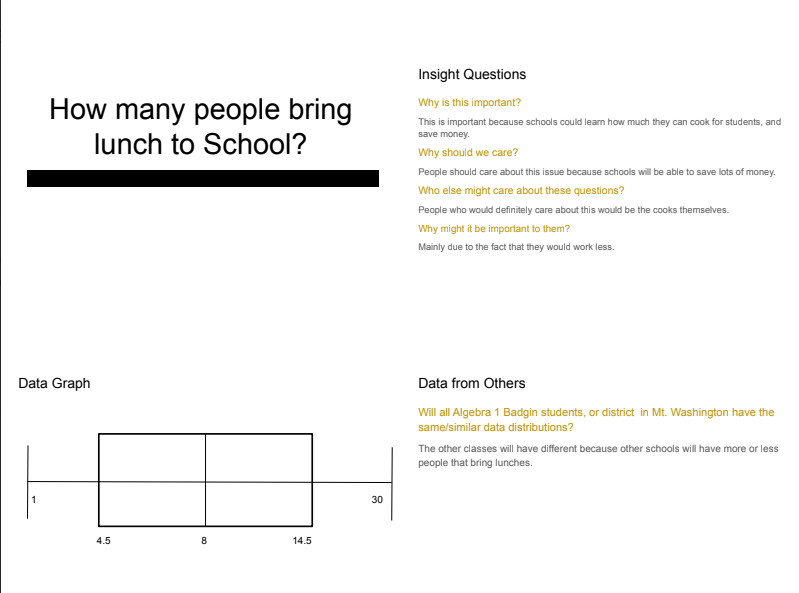 How many people bring
lunch to School?
Insight Questions
Why is this important?
This is important because schools could learn how much they can cook for students, and
save money.
Why should we care?
People should care about this issue because schools will be able to save lots of money.
Who else might care about these questions?
People who would definitely care about this would be the cooks themselves.
Why might it be important to them?
Mainly due to the fact that they would work less.
Data Graph
1
30
4.5
8
14.5
Data from Others
Will all Algebra 1 Badgin students, or district in Mt. Washington have the
same/similar data distributions?
The other classes will have different because other schools will have more or less
people that bring lunches.